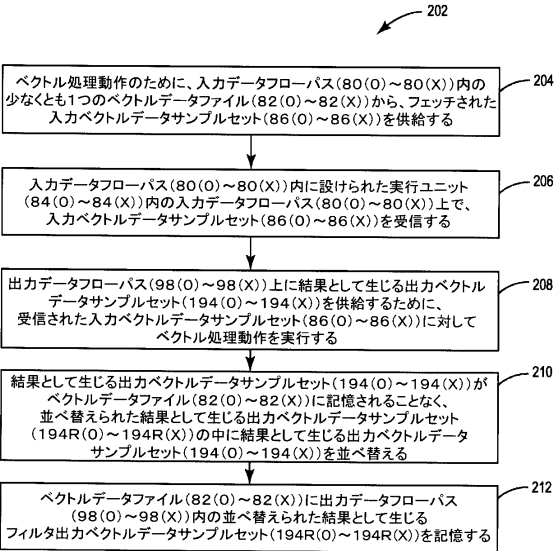 202
ベクトル処理動作のために、入力データフローパス(80(0)～80(X))内の
少なくとも1つのベクトルデータファイル(82(0)～82(X))から、フェッチされた
入力ベクトルデータサンプルセット(86(0)～86(X))を供給する
204
入力データフローパス(80(0)～80(X))内に設けられた実行ユニット
(84(0)～84(X))内の入力データフローパス(80(0)～80(X))上で、
入力ベクトルデータサンプルセット(86(0)～86(X))を受信する
206
出力データフローパス(98(0)～98(X))上に結果として生じる出力ベクトル
データサンプルセット(194(0)～194(X))を供給するために、
受信された入力ベクトルデータサンプルセット(86(0)～86(X))に対して
ベクトル処理動作を実行する
208
結果として生じる出力ベクトルデータサンプルセット(194(0)～194(X))が
ベクトルデータファイル(82(0)～82(X))に記憶されることなく、
並べ替えられた結果として生じる出力ベクトルデータサンプルセット
(194R(0)～194R(X))の中に結果として生じる出力ベクトルデータ
サンプルセット(194(0)～194(X))を並べ替える
210
ベクトルデータファイル(82(0)～82(X))に出力データフローパス
(98(0)～98(X))内の並べ替えられた結果として生じる
フィルタ出力ベクトルデータサンプルセット(194R(0)～194R(X))を記憶する
212